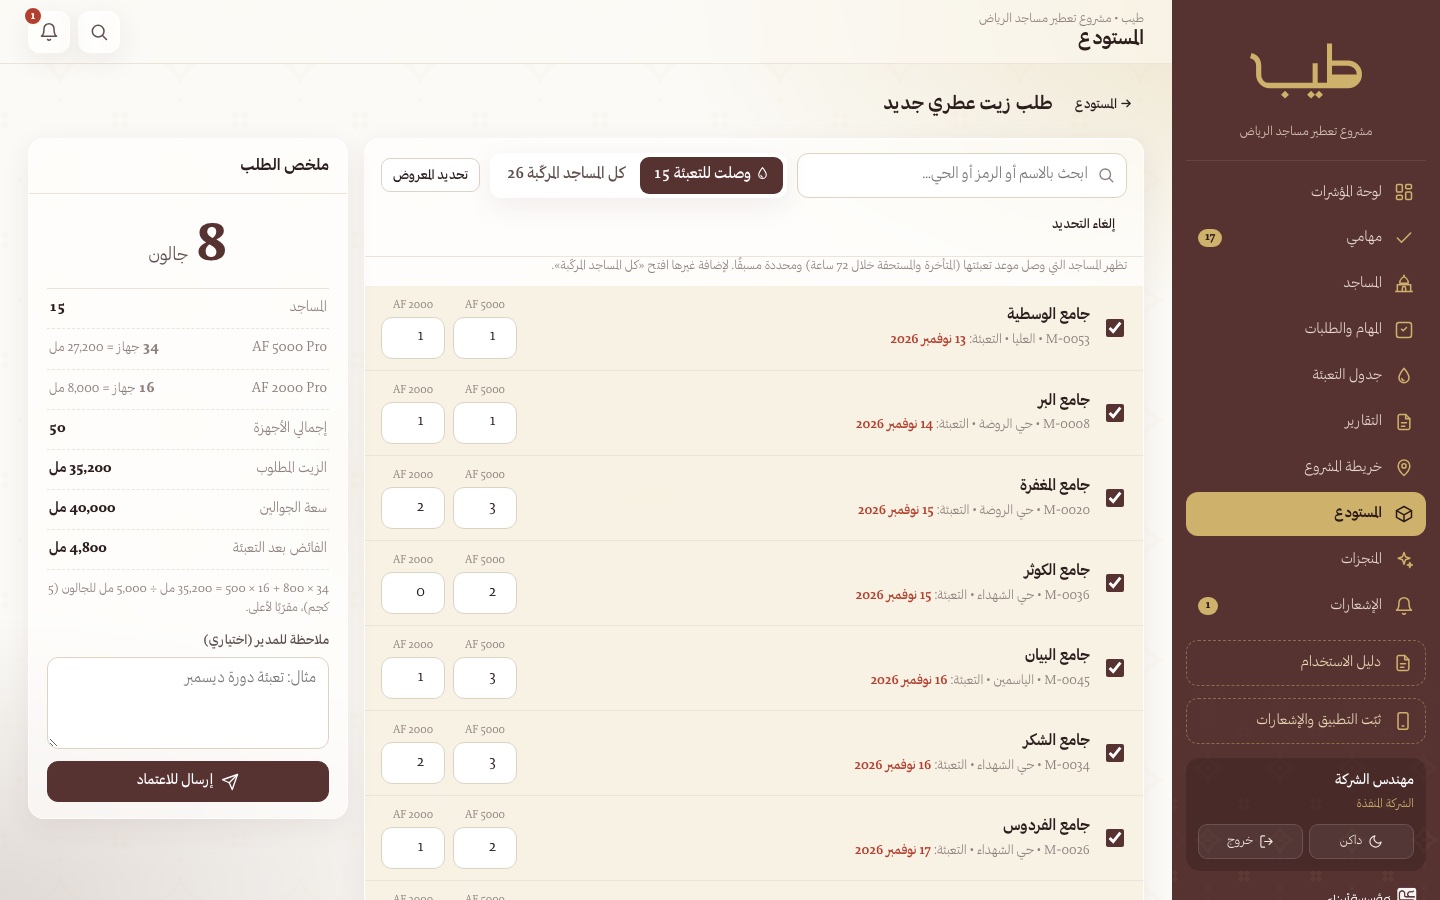 طيب
مشروع تعطير مساجد الرياض
لوحة المؤشرات
مهامي
17
المساجد
المهام والطلبات
جدول التعبئة
التقارير
خريطة المشروع
المستودع
المنجزات
الإشعارات
1
دليل الاستخدام
ثبّت التطبيق والإشعارات
مهندس الشركة
الشركة المنفذة
داكن
خروج
طيب • مشروع تعطير مساجد الرياض
المستودع
1
→ المستودع
طلب زيت عطري جديد
ابحث بالاسم أو الرمز أو الحي...
وصلت للتعبئة 15
كل المساجد المركّبة 26
تحديد المعروض
إلغاء التحديد
تظهر المساجد التي وصل موعد تعبئتها (المتأخرة والمستحقة خلال 72 ساعة) ومحددة مسبقًا. لإضافة غيرها افتح «كل المساجد المركّبة».
جامع الوسطية
M-0053 • العليا • التعبئة: 13 نوفمبر 2026
AF 5000
1
AF 2000
1
جامع البر
M-0008 • حي الروضة • التعبئة: 14 نوفمبر 2026
AF 5000
1
AF 2000
1
جامع المغفرة
M-0020 • حي الروضة • التعبئة: 15 نوفمبر 2026
AF 5000
3
AF 2000
2
جامع الكوثر
M-0036 • حي الشهداء • التعبئة: 15 نوفمبر 2026
AF 5000
2
AF 2000
0
جامع البيان
M-0045 • الياسمين • التعبئة: 16 نوفمبر 2026
AF 5000
3
AF 2000
1
جامع الشكر
M-0034 • حي الشهداء • التعبئة: 16 نوفمبر 2026
AF 5000
3
AF 2000
2
جامع الفردوس
M-0026 • حي الشهداء • التعبئة: 17 نوفمبر 2026
AF 5000
2
AF 2000
1
AF 5000
AF 2000
ملخص الطلب
8 جالون
المساجد 15
AF 5000 Pro 34 جهاز = 27,200 مل
AF 2000 Pro 16 جهاز = 8,000 مل
إجمالي الأجهزة 50
الزيت المطلوب 35,200 مل
سعة الجوالين 40,000 مل
الفائض بعد التعبئة 4,800 مل
34 × 800 + 16 × 500 = 35,200 مل ÷ 5,000 مل للجالون (5
كجم)، مقرّبًا لأعلى.
ملاحظة للمدير (اختياري)
مثال: تعبئة دورة ديسمبر
إرسال للاعتماد